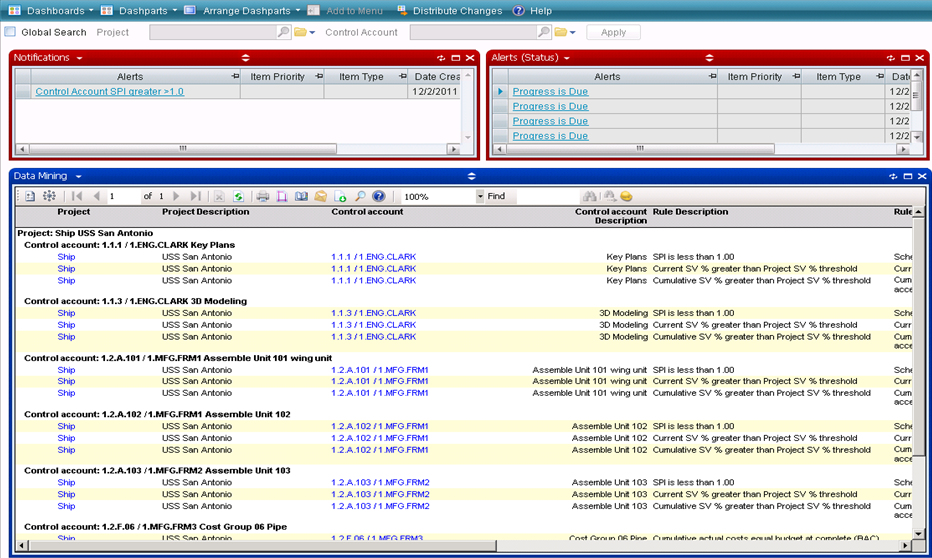 Dashboards Dashparts Arrange Dashparts Add to Menu Distribute Changes Help
Global Search Project Control Account Apply
Notifications
Alerts Item Priority Item Type Date Crea
Control Account SPI greater >1.0 12/2/2011
Alerts (Status)
Alerts Item Priority Item Type Dat
Progress is Due 12/2
Progress is Due 12/2
Progress is Due 12/2
Progress is Due 12/2
Data Mining
1 of 1 100% Find
Project Project Description Control account Control account Description Rule Description Rule
Project: Ship USS San Antonio
Control account: 1.1.1 / 1.ENG.CLARK Key Plans
Ship USS San Antonio 1.1.1 / 1.ENG.CLARK Key Plans SPI is less than 1.00 Sche
Ship USS San Antonio 1.1.1 / 1.ENG.CLARK Key Plans Current SV % greater than Project SV % threshold Curr
Ship USS San Antonio 1.1.1 / 1.ENG.CLARK Key Plans Cumulative SV % greater than Project SV % threshold Cum
acce
Control account: 1.1.3 / 1.ENG.CLARK 3D Modeling
Ship USS San Antonio 1.1.3 / 1.ENG.CLARK 3D Modeling SPI is less than 1.00 Sche
Ship USS San Antonio 1.1.3 / 1.ENG.CLARK 3D Modeling Current SV % greater than Project SV % threshold Curr
Ship USS San Antonio 1.1.3 / 1.ENG.CLARK 3D Modeling Cumulative SV % greater than Project SV % threshold Cum
acce
Control account: 1.2.A.101 / 1.MFG.FRM1 Assemble Unit 101 wing unit
Ship USS San Antonio 1.2.A.101 / 1.MFG.FRM1 Assemble Unit 101 wing unit SPI is less than 1.00 Sche
Ship USS San Antonio 1.2.A.101 / 1.MFG.FRM1 Assemble Unit 101 wing unit Current SV % greater than Project SV % threshold Curr
Ship USS San Antonio 1.2.A.101 / 1.MFG.FRM1 Assemble Unit 101 wing unit Cumulative SV % greater than Project SV % threshold Cum
acce
Control account: 1.2.A.102 / 1.MFG.FRM1 Assemble Unit 102
Ship USS San Antonio 1.2.A.102 / 1.MFG.FRM1 Assemble Unit 102 SPI is less than 1.00 Sche
Ship USS San Antonio 1.2.A.102 / 1.MFG.FRM1 Assemble Unit 102 Current SV % greater than Project SV % threshold Curr
Ship USS San Antonio 1.2.A.102 / 1.MFG.FRM1 Assemble Unit 102 Cumulative SV % greater than Project SV % threshold Cum
acce
Control account: 1.2.A.103 / 1.MFG.FRM2 Assemble Unit 103
Ship USS San Antonio 1.2.A.103 / 1.MFG.FRM2 Assemble Unit 103 SPI is less than 1.00 Sche
Ship USS San Antonio 1.2.A.103 / 1.MFG.FRM2 Assemble Unit 103 Current SV % greater than Project SV % threshold Curr
Ship USS San Antonio 1.2.A.103 / 1.MFG.FRM2 Assemble Unit 103 Cumulative SV % greater than Project SV % threshold Cum
acce
Control account: 1.2.F.06 / 1.MFG.FRM3 Cost Group 06 Pipe
Ship USS San Antonio 1.2.F.06 / 1.MFG.FRM3 Cost Group 06 Pipe Cumulative actual costs equal budget at complete (BAC) Cum